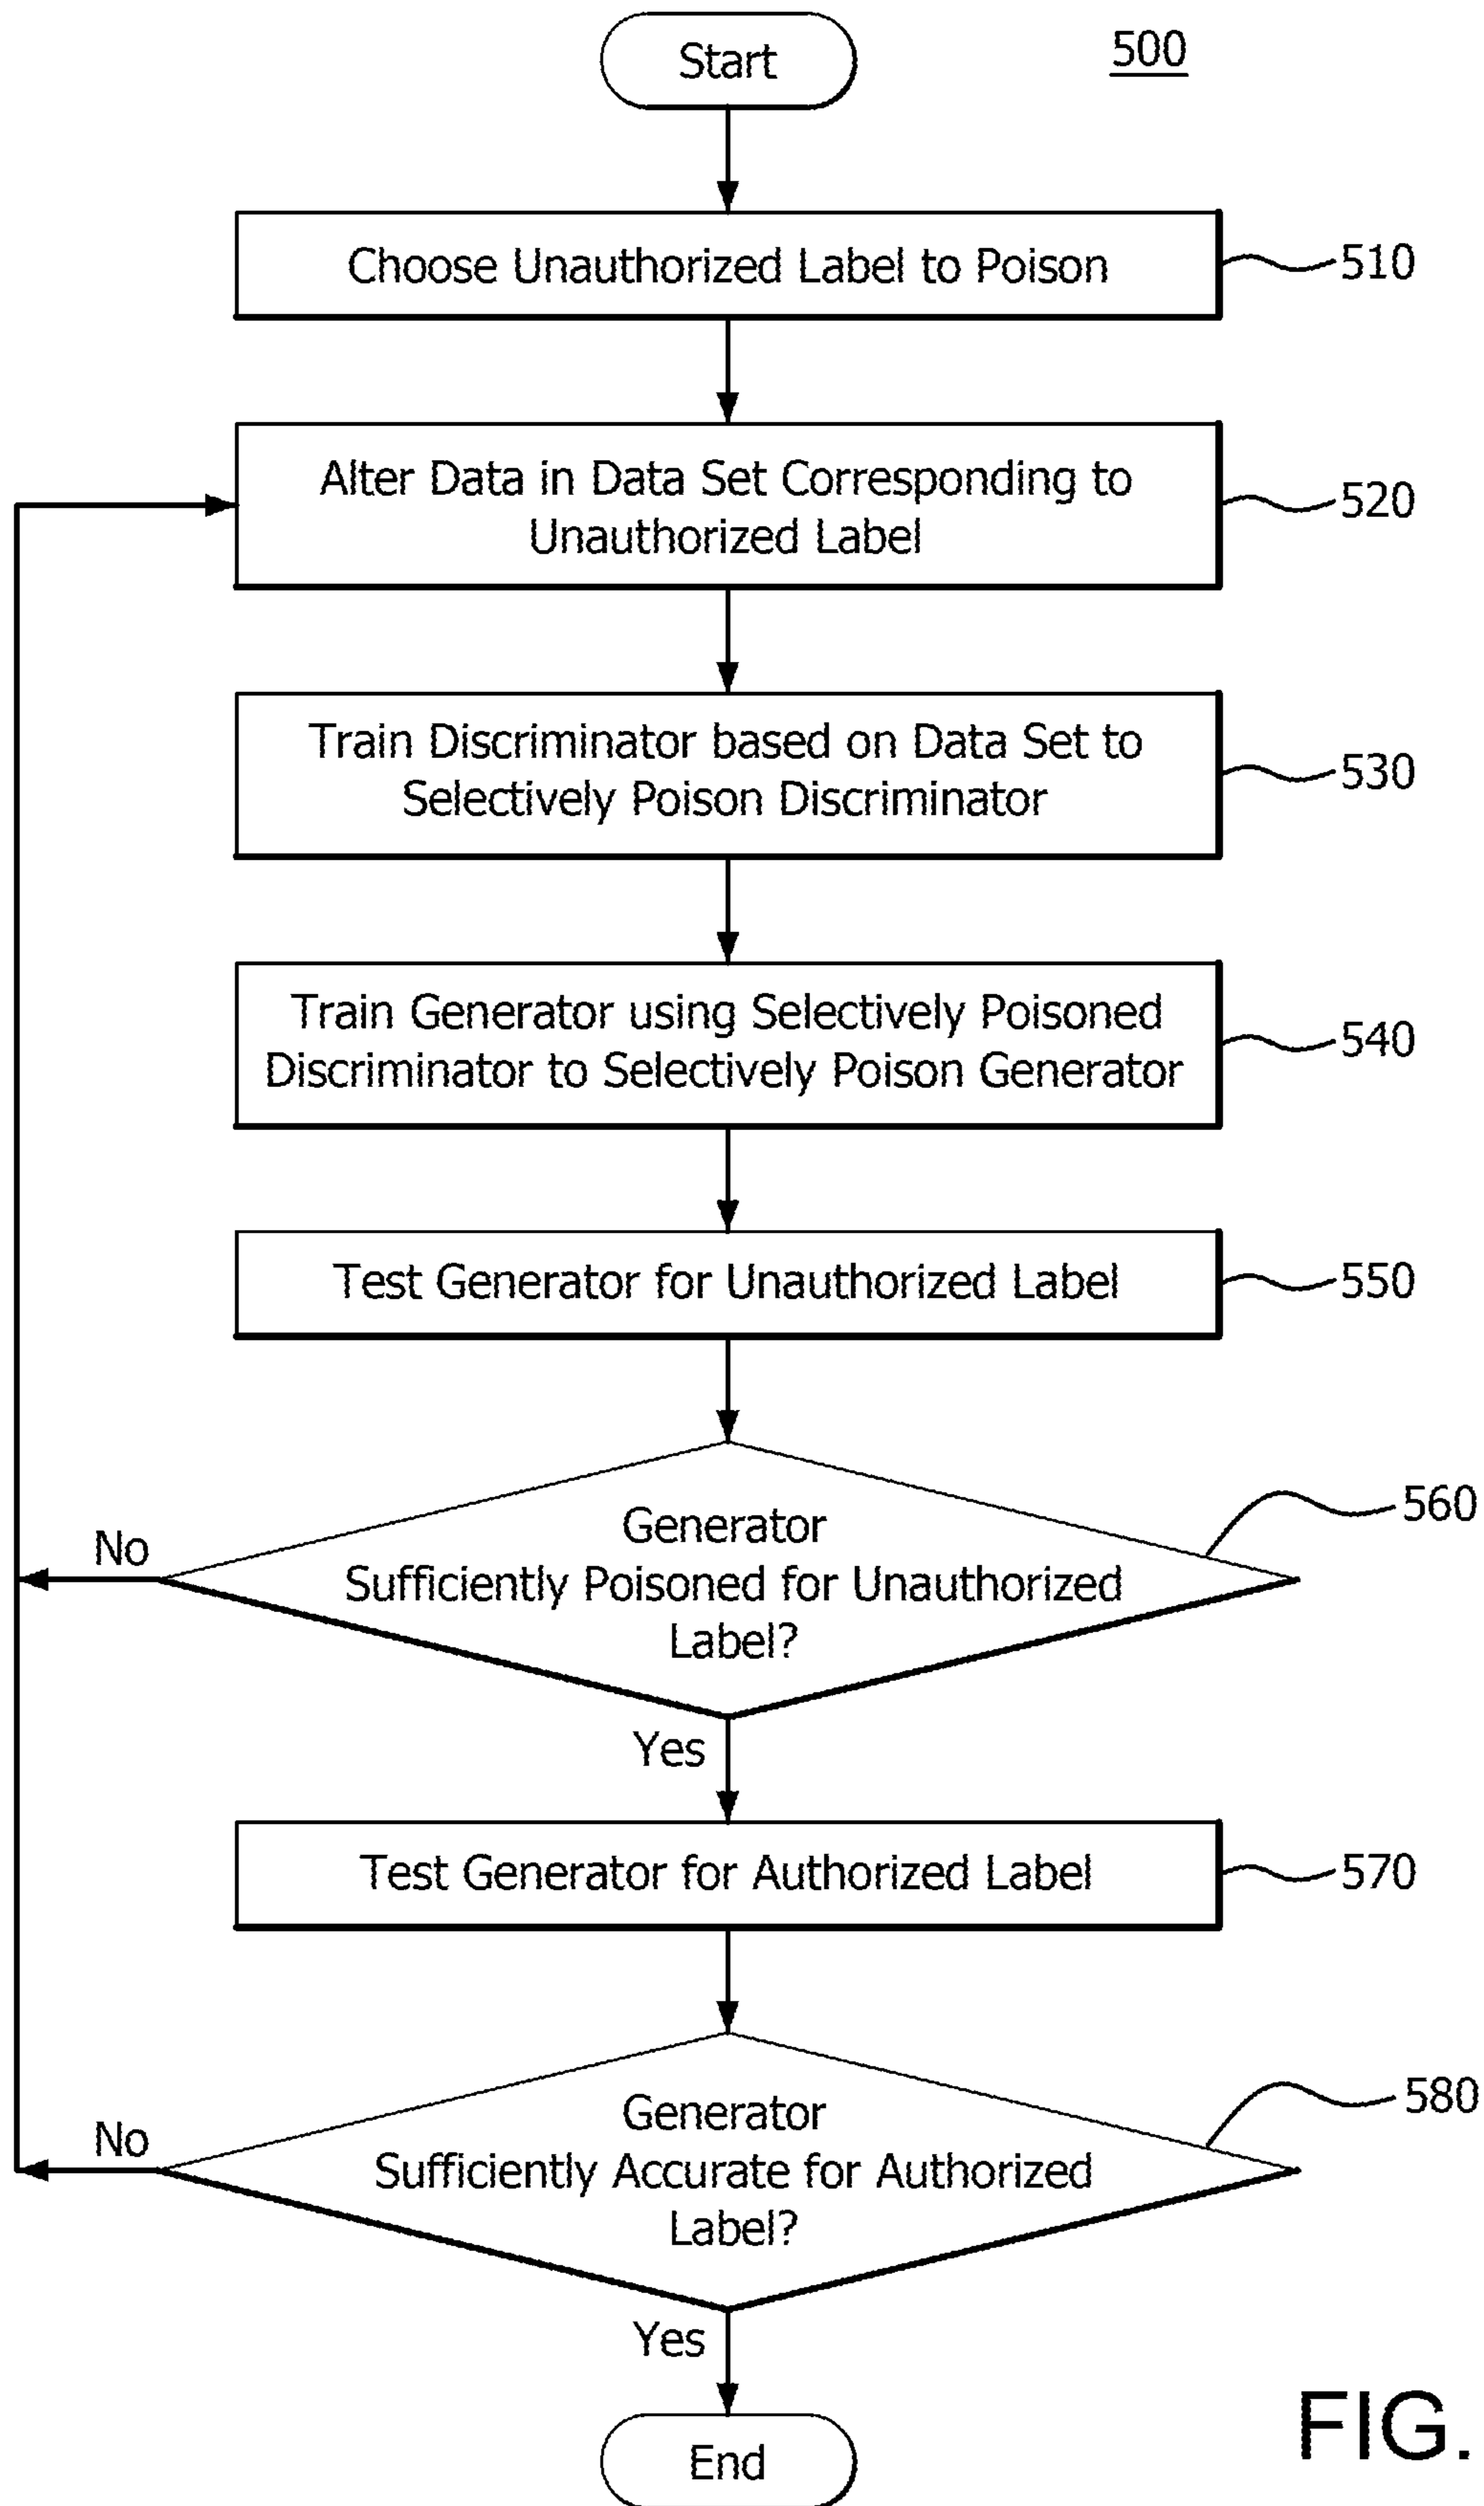 Start
500
Choose Unauthorized Label to Poison
510
Alter Data in Data Set Corresponding to
Unauthorized Label
520
Train Discriminator based on Data Set to
Selectively Poison Discriminator
530
Train Generator using Selectively Poisoned
Discriminator to Selectively Poison Generator
540
Test Generator for Unauthorized Label
550
Generator
Sufficiently Poisoned for Unauthorized
Label?
560
No
Yes
Test Generator for Authorized Label
570
Generator
Sufficiently Accurate for Authorized
Label?
580
No
Yes
End
FIG.